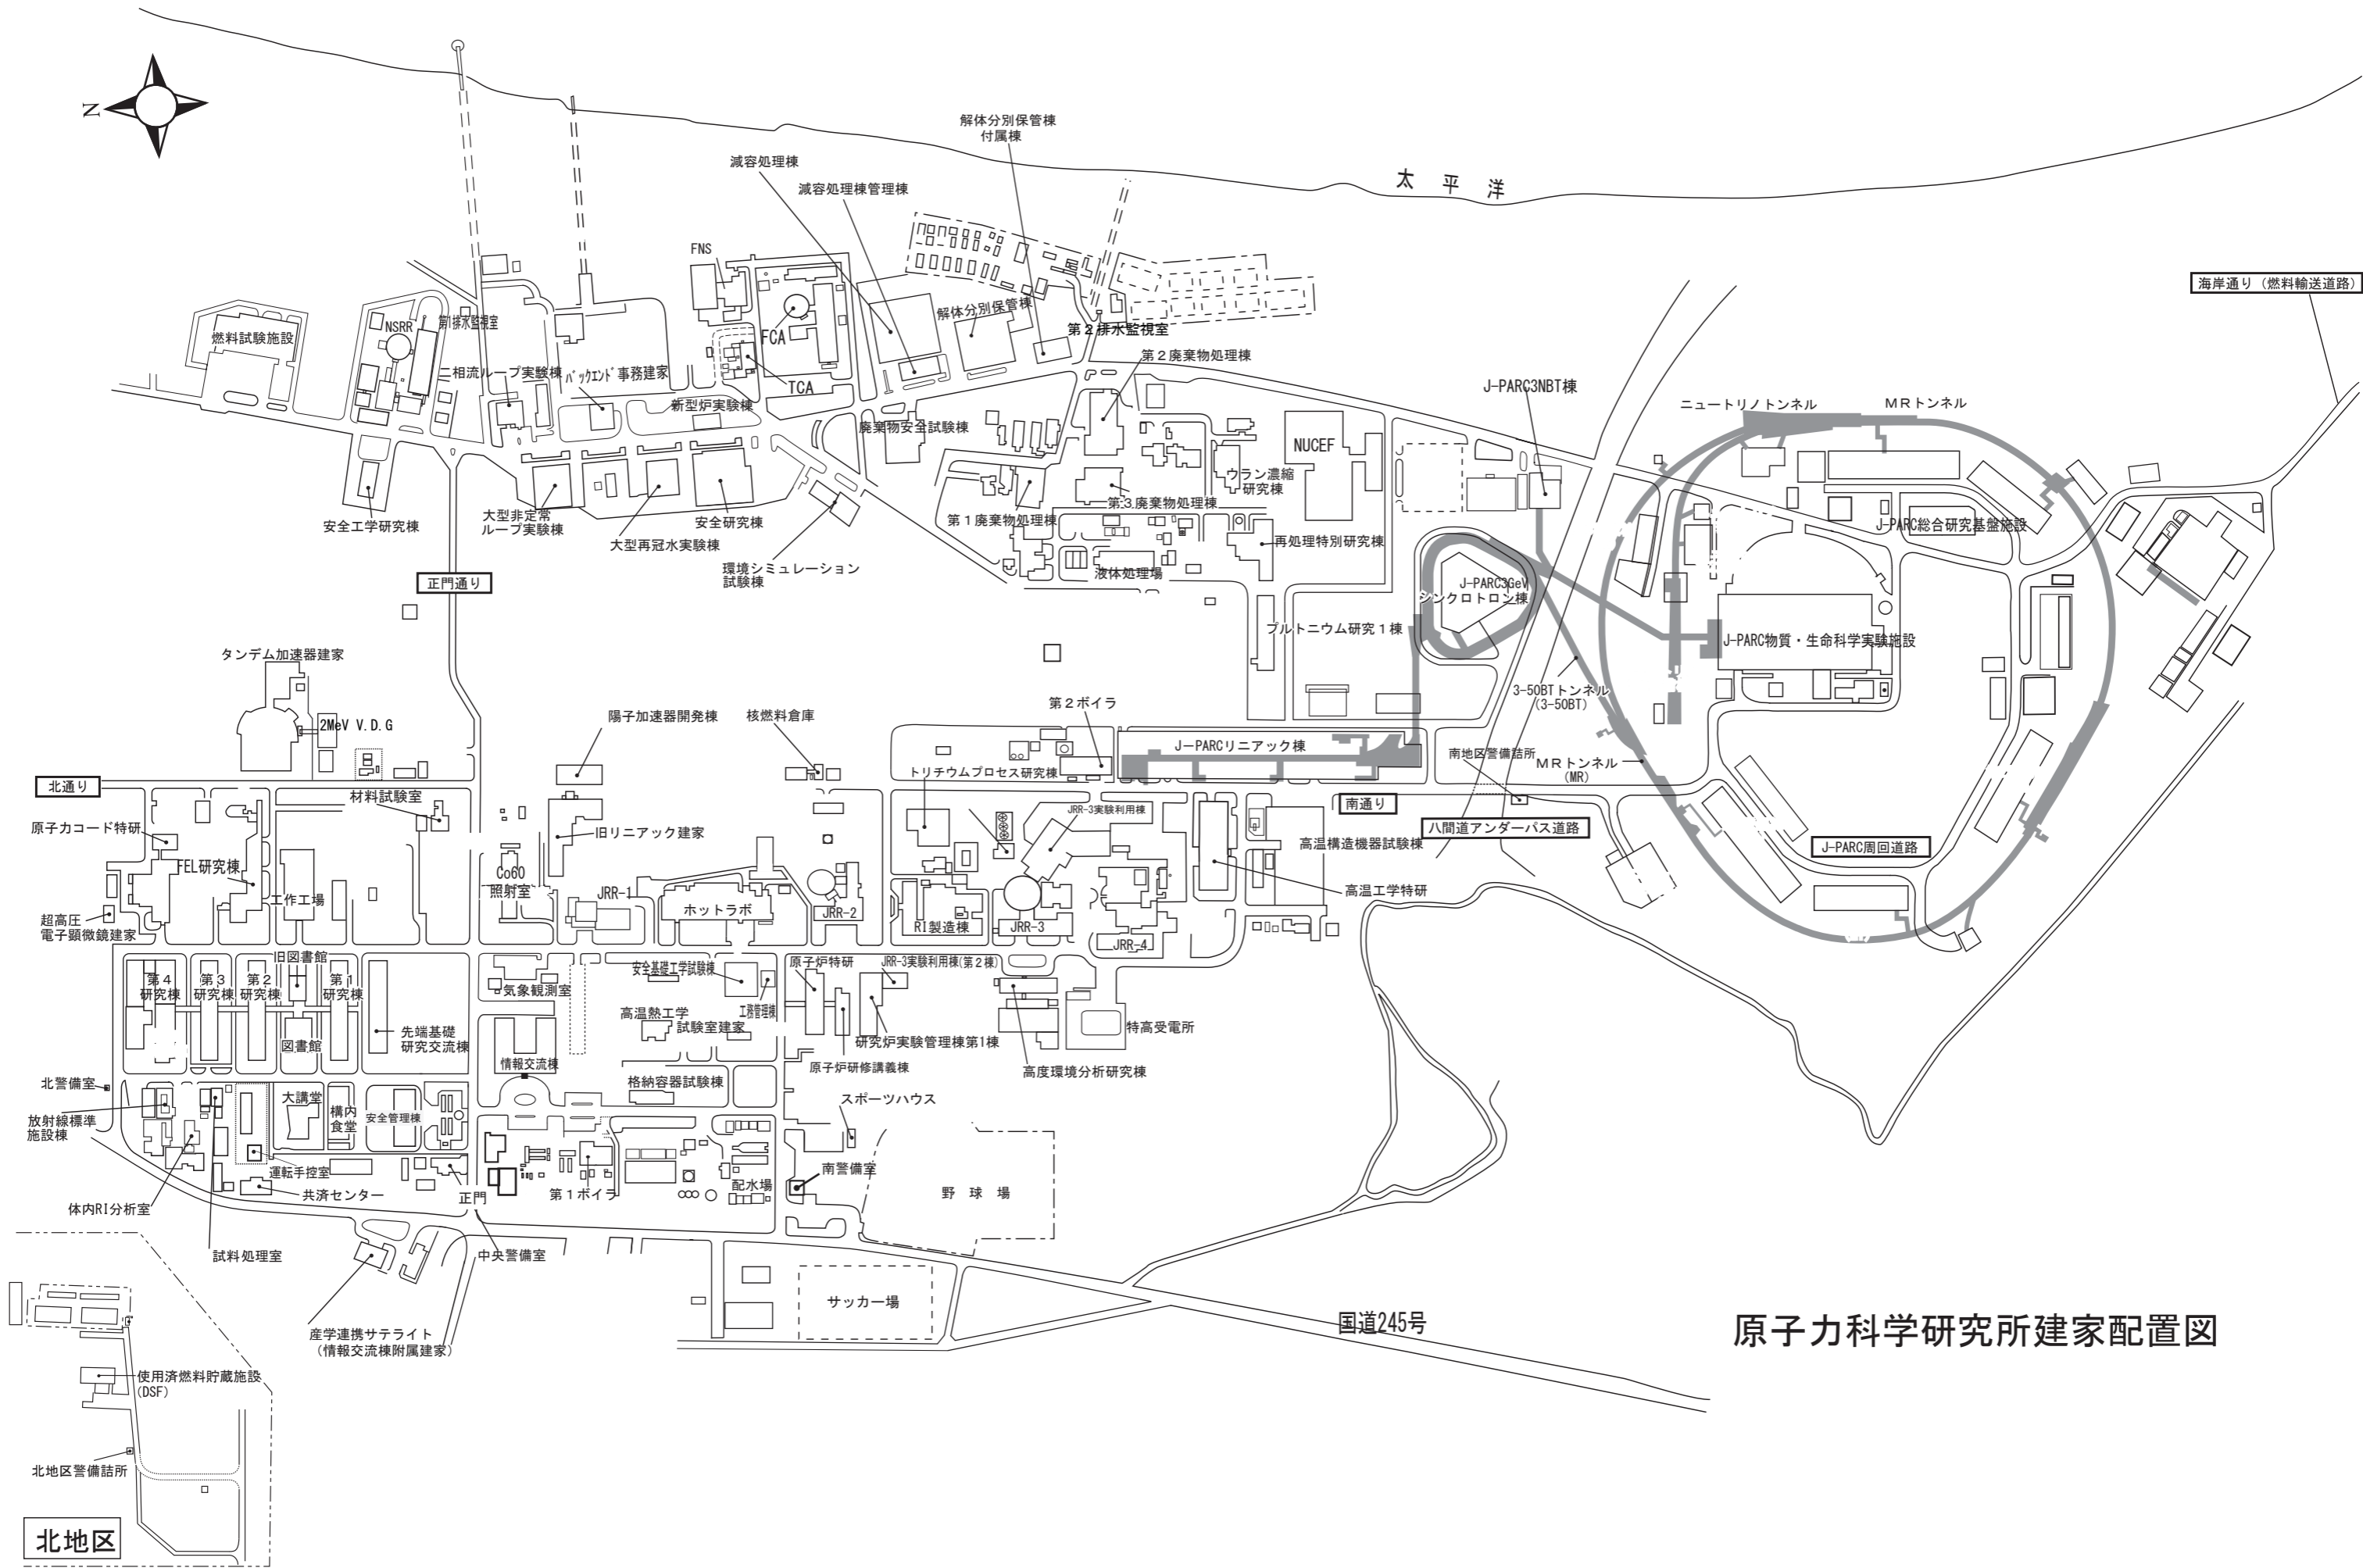 N
太 平 洋
解体分別保管棟
付属棟
減容処理棟
減容処理棟管理棟
FNS
FCA
TCA
解体分別保管棟
第2排水監視室
第2廃棄物処理棟
海岸通り（燃料輸送道路）
燃料試験施設
NSRR
第1排水監視室
二相流ループ実験棟
バックエンド事務建家
新型炉実験棟
廃棄物安全試験棟
J-PARC3NBT棟
ニュートリノトンネル
MRトンネル
NUCEF
ウラン濃縮
研究棟
第3廃棄物処理棟
第1廃棄物処理棟
再処理特別研究棟
液体処理場
J-PARC総合研究基盤施設
安全工学研究棟
大型非定常
ループ実験棟
大型再冠水実験棟
安全研究棟
環境シミュレーション
試験棟
正門通り
J-PARC3GeV
シンクロトロン棟
プルトニウム研究1棟
J-PARC物質・生命科学実験施設
3-50BTトンネル
(3-50BT)
タンデム加速器建家
2MeV V.D.G
陽子加速器開発棟
核燃料倉庫
第2ボイラ
J-PARCリニアック棟
南地区警備詰所
MRトンネル
(MR)
北通り
材料試験室
原子力コード特研
FEL研究棟
工作工場
超高圧
電子顕微鏡建家
旧リニアック建家
Co60
照射室
JRR-1
ホットラボ
JRR-2
トリチウムプロセス研究棟
JRR-3実験利用棟
RI製造棟
JRR-3
JRR-4
南通り
八間道アンダーパス道路
高温構造機器試験棟
高温工学特研
J-PARC周回道路
第4
研究棟
第3
研究棟
第2
研究棟
旧図書館
第1
研究棟
図書館
先端基礎
研究交流棟
気象観測室
情報交流棟
安全基礎工学試験棟
工務管理棟
高温熱工学
試験室建家
格納容器試験棟
原子炉特研
JRR-3実験利用棟(第2棟)
研究炉実験管理棟第1棟
原子炉研修講義棟
特高受電所
高度環境分析研究棟
スポーツハウス
北警備室
放射線標準
施設棟
大講堂
構内
食堂
安全管理棟
運転手控室
共済センター
体内RI分析室
試料処理室
正門
中央警備室
第1ボイラ
配水場
南警備室
野 球 場
サッカー場
国道245号
産学連携サテライト
（情報交流棟附属建家）
使用済燃料貯蔵施設
(DSF)
北地区警備詰所
北地区
原子力科学研究所建家配置図